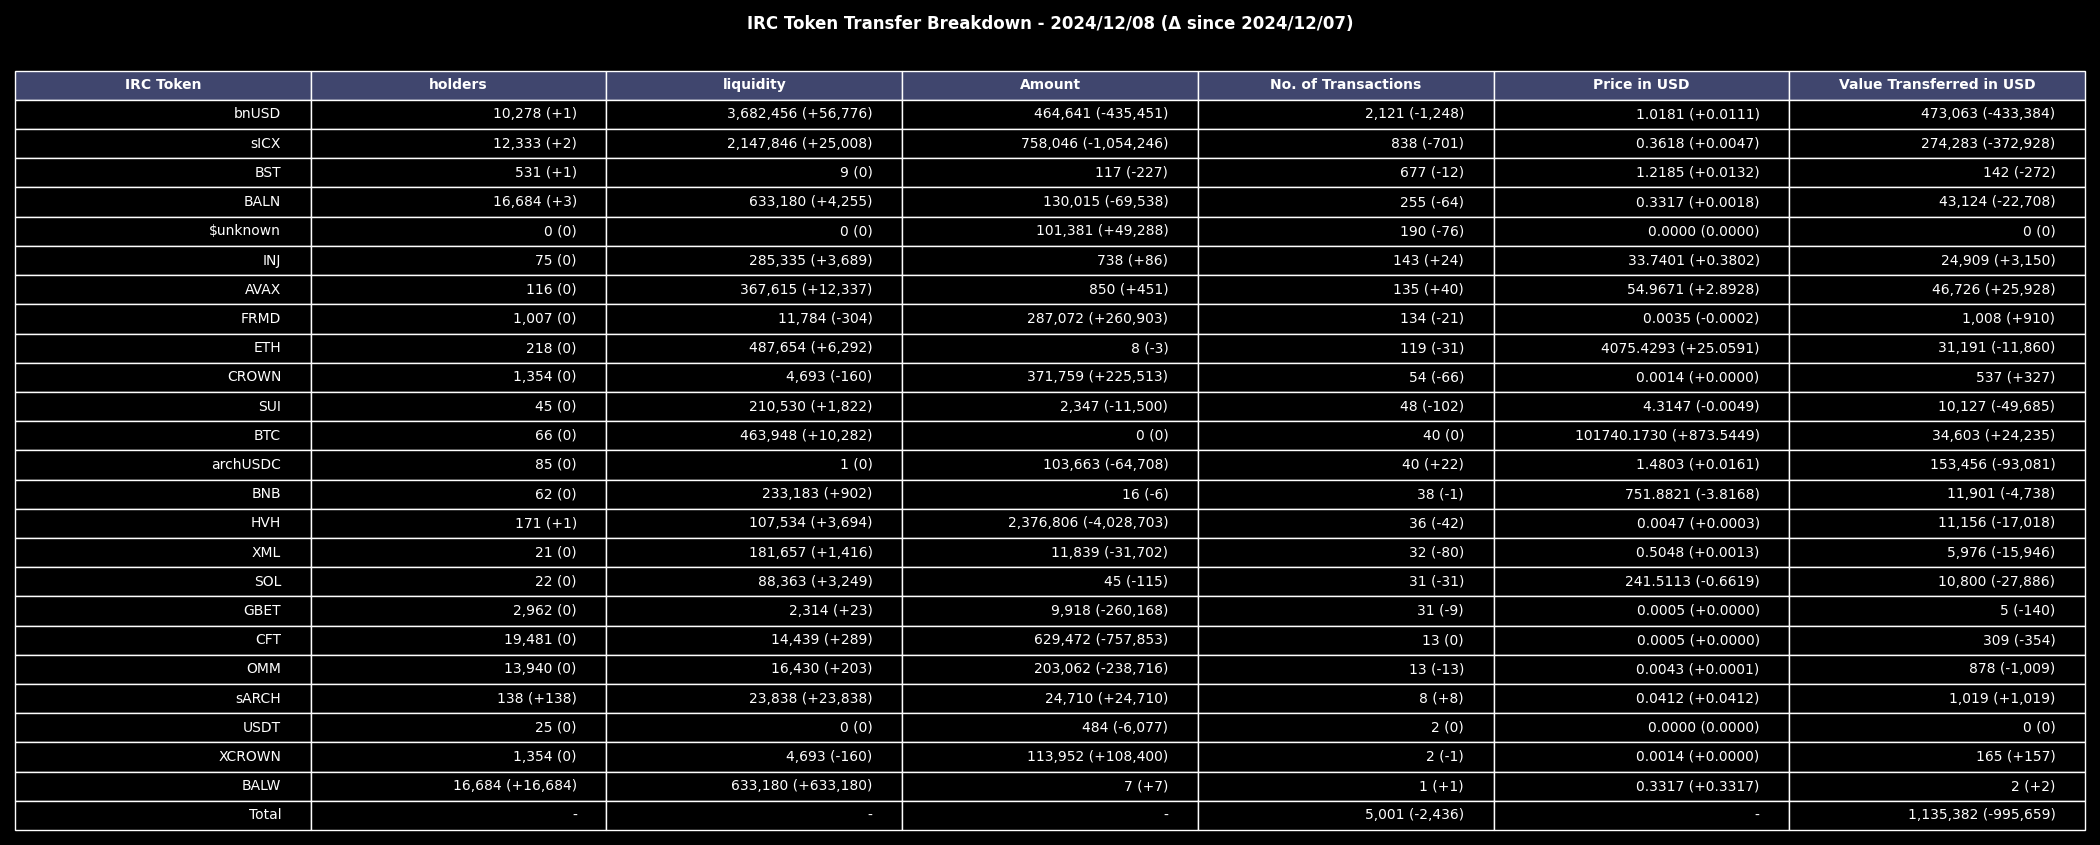 IRC Token Transfer Breakdown - 2024/12/08 (Δ since 2024/12/07)
IRC Token holders liquidity Amount No. of Transactions Price in USD Value Transferred in USD
bnUSD 10,278 (+1) 3,682,456 (+56,776) 464,641 (-435,451) 2,121 (-1,248) 1.0181 (+0.0111) 473,063 (-433,384)
sICX 12,333 (+2) 2,147,846 (+25,008) 758,046 (-1,054,246) 838 (-701) 0.3618 (+0.0047) 274,283 (-372,928)
BST 531 (+1) 9 (0) 117 (-227) 677 (-12) 1.2185 (+0.0132) 142 (-272)
BALN 16,684 (+3) 633,180 (+4,255) 130,015 (-69,538) 255 (-64) 0.3317 (+0.0018) 43,124 (-22,708)
$unknown 0 (0) 0 (0) 101,381 (+49,288) 190 (-76) 0.0000 (0.0000) 0 (0)
INJ 75 (0) 285,335 (+3,689) 738 (+86) 143 (+24) 33.7401 (+0.3802) 24,909 (+3,150)
AVAX 116 (0) 367,615 (+12,337) 850 (+451) 135 (+40) 54.9671 (+2.8928) 46,726 (+25,928)
FRMD 1,007 (0) 11,784 (-304) 287,072 (+260,903) 134 (-21) 0.0035 (-0.0002) 1,008 (+910)
ETH 218 (0) 487,654 (+6,292) 8 (-3) 119 (-31) 4075.4293 (+25.0591) 31,191 (-11,860)
CROWN 1,354 (0) 4,693 (-160) 371,759 (+225,513) 54 (-66) 0.0014 (+0.0000) 537 (+327)
SUI 45 (0) 210,530 (+1,822) 2,347 (-11,500) 48 (-102) 4.3147 (-0.0049) 10,127 (-49,685)
BTC 66 (0) 463,948 (+10,282) 0 (0) 40 (0) 101740.1730 (+873.5449) 34,603 (+24,235)
archUSDC 85 (0) 1 (0) 103,663 (-64,708) 40 (+22) 1.4803 (+0.0161) 153,456 (-93,081)
BNB 62 (0) 233,183 (+902) 16 (-6) 38 (-1) 751.8821 (-3.8168) 11,901 (-4,738)
HVH 171 (+1) 107,534 (+3,694) 2,376,806 (-4,028,703) 36 (-42) 0.0047 (+0.0003) 11,156 (-17,018)
XML 21 (0) 181,657 (+1,416) 11,839 (-31,702) 32 (-80) 0.5048 (+0.0013) 5,976 (-15,946)
SOL 22 (0) 88,363 (+3,249) 45 (-115) 31 (-31) 241.5113 (-0.6619) 10,800 (-27,886)
GBET 2,962 (0) 2,314 (+23) 9,918 (-260,168) 31 (-9) 0.0005 (+0.0000) 5 (-140)
CFT 19,481 (0) 14,439 (+289) 629,472 (-757,853) 13 (0) 0.0005 (+0.0000) 309 (-354)
OMM 13,940 (0) 16,430 (+203) 203,062 (-238,716) 13 (-13) 0.0043 (+0.0001) 878 (-1,009)
sARCH 138 (+138) 23,838 (+23,838) 24,710 (+24,710) 8 (+8) 0.0412 (+0.0412) 1,019 (+1,019)
USDT 25 (0) 0 (0) 484 (-6,077) 2 (0) 0.0000 (0.0000) 0 (0)
XCROWN 1,354 (0) 4,693 (-160) 113,952 (+108,400) 2 (-1) 0.0014 (+0.0000) 165 (+157)
BALW 16,684 (+16,684) 633,180 (+633,180) 7 (+7) 1 (+1) 0.3317 (+0.3317) 2 (+2)
Total - - - 5,001 (-2,436) - 1,135,382 (-995,659)